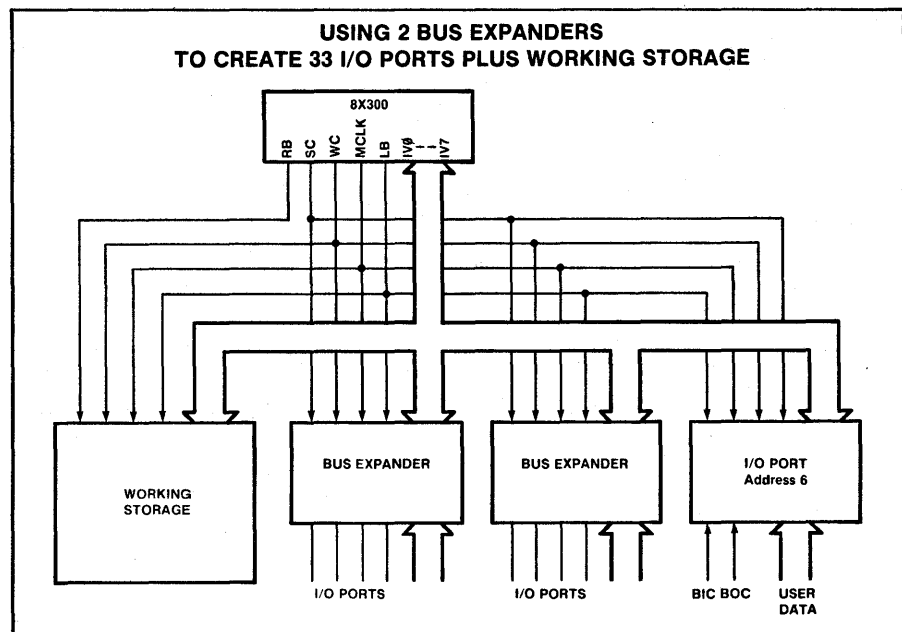 USING 2 BUS EXPANDERS
TO CREATE 33 I/O PORTS PLUS WORKING STORAGE
8X300
RB SC WC MCLK LB IVØ IV7
WORKING
STORAGE
BUS EXPANDER
BUS EXPANDER
I/O PORT
Address 6
I/O PORTS
I/O PORTS
BIC BOC USER
DATA